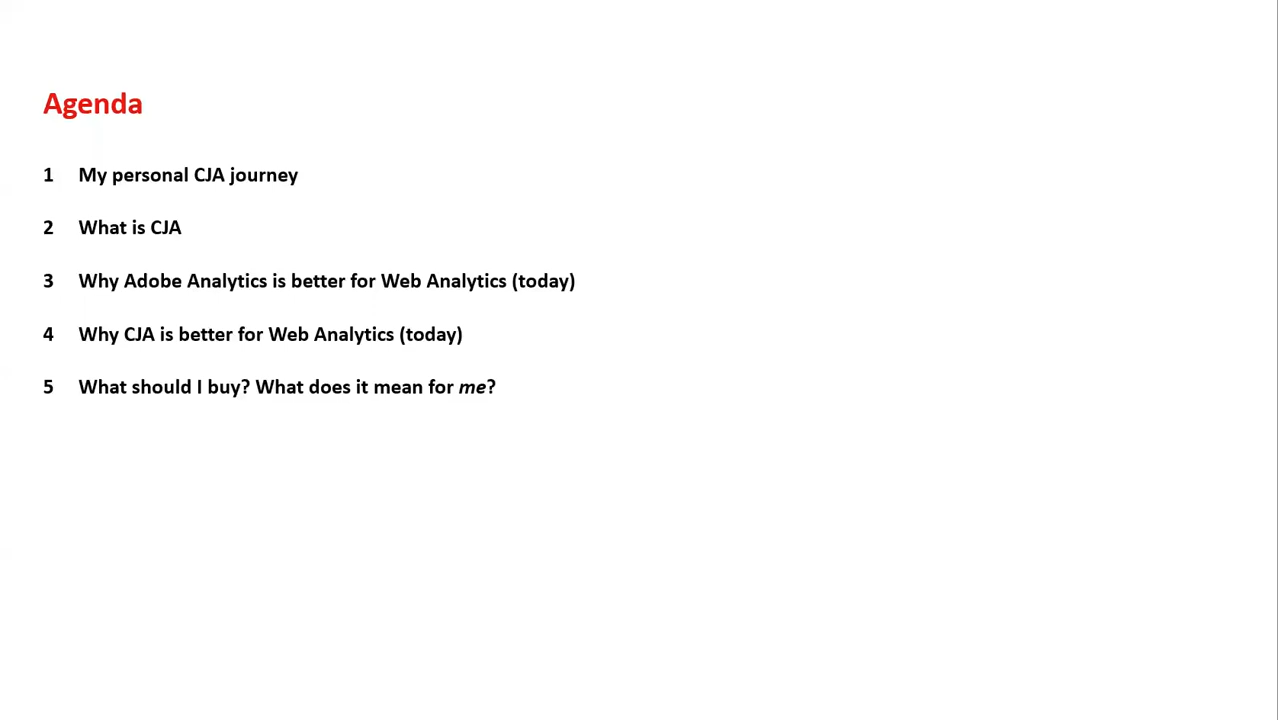 Agenda
1 My personal CJA journey
2 What is CJA
3 Why Adobe Analytics is better for Web Analytics (today)
4 Why CJA is better for Web Analytics (today)
5 What should I buy? What does it mean for me?